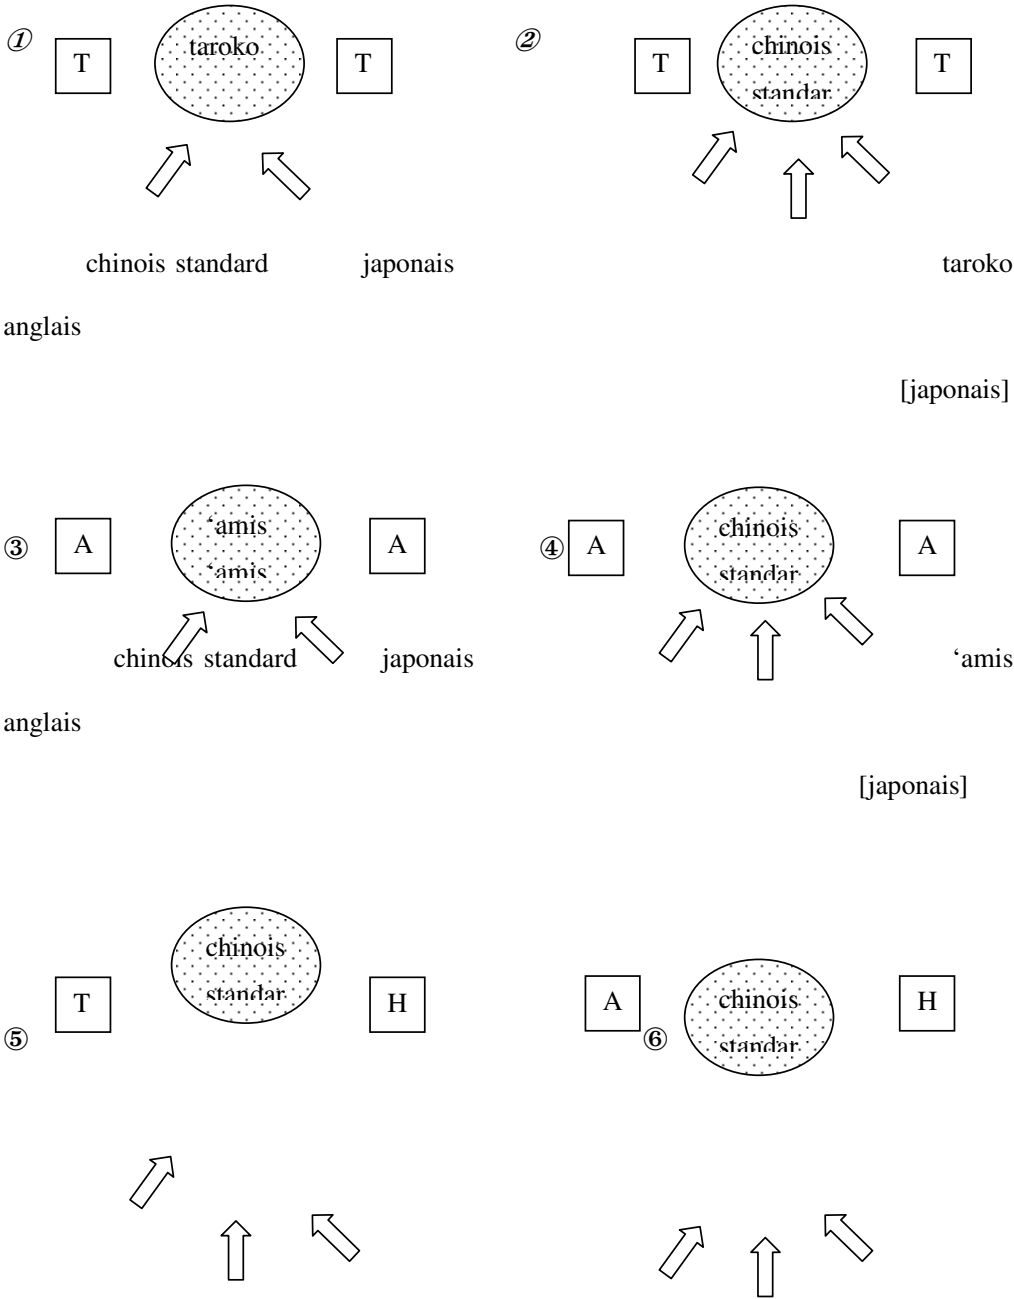 ① T taroko T ② T chinois T
standar
chinois standard japonais taroko
anglais
[japonais]
③ A ‘amis A ④ A chinois A
‘amis standar
chinois standard japonais ‘amis
anglais
[japonais]
chinois
T standar H A chinois H
⑤ ⑥ standar